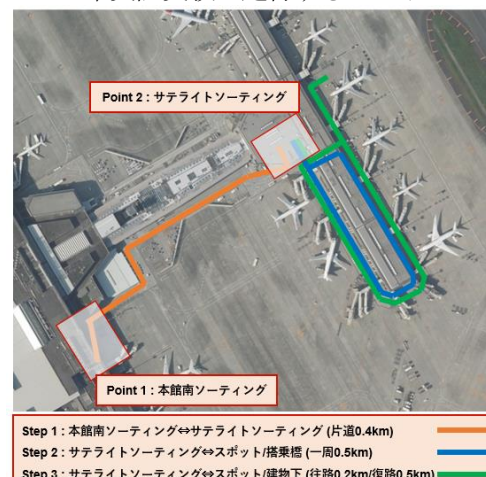 Point 2 : サテライトソーティング
Point 1 : 本館南ソーティング
Step 1 : 本館南ソーティング⇔サテライトソーティング (片道0.4km)
Step 2 : サテライトソーティング⇔スポット/搭乗橋 (一周0.5km)
Step 3 : サテライトソーティング⇔スポット/建物下 (往路0.2km/復路0.5km)